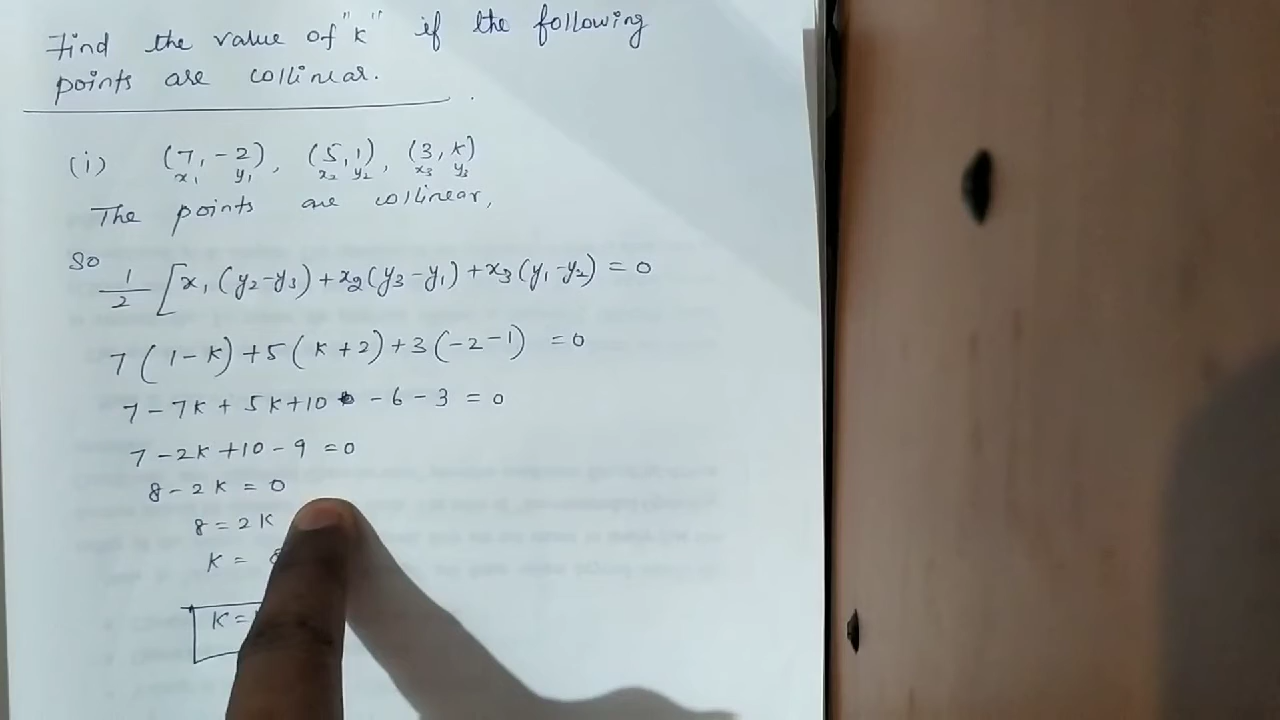 Find the value of "K" if the following
points are collinear.
(i) (7, -2), (5,1), (3, K)
x₁ y₁ x₂ y₂ x₃ y₃
The points are collinear,
So 1/2 [x₁(y₂-y₃)+x₂(y₃-y₁)+x₃(y₁-y₂) = 0
7(1-K)+5(K+2)+3(-2-1) = 0
7-7K+5K+10 -6-3 = 0
7-2K+10-9 = 0
8-2K = 0
8 = 2K
K =
K =